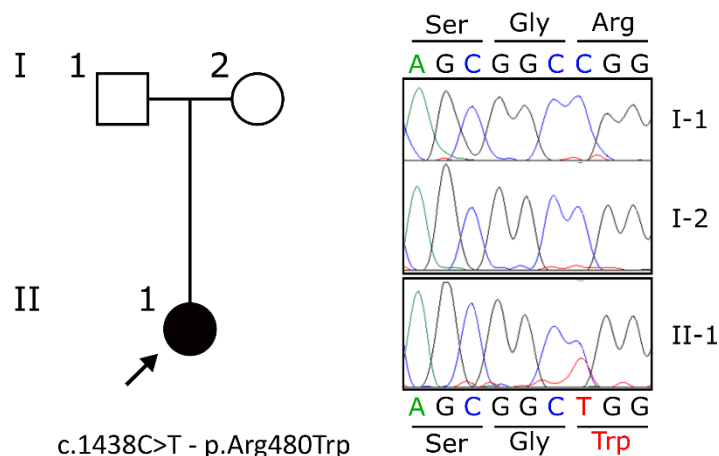 I 1 2
II 1
c.1438C>T - p.Arg480Trp
Ser Gly Arg
A G C G G C C G G
I-1
I-2
II-1
A G C G G C T G G
Ser Gly Trp